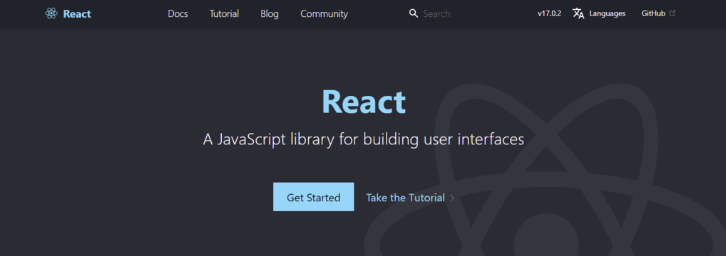 React Docs Tutorial Blog Community Search v17.0.2 Languages GitHub
React
A JavaScript library for building user interfaces
Get Started Take the Tutorial